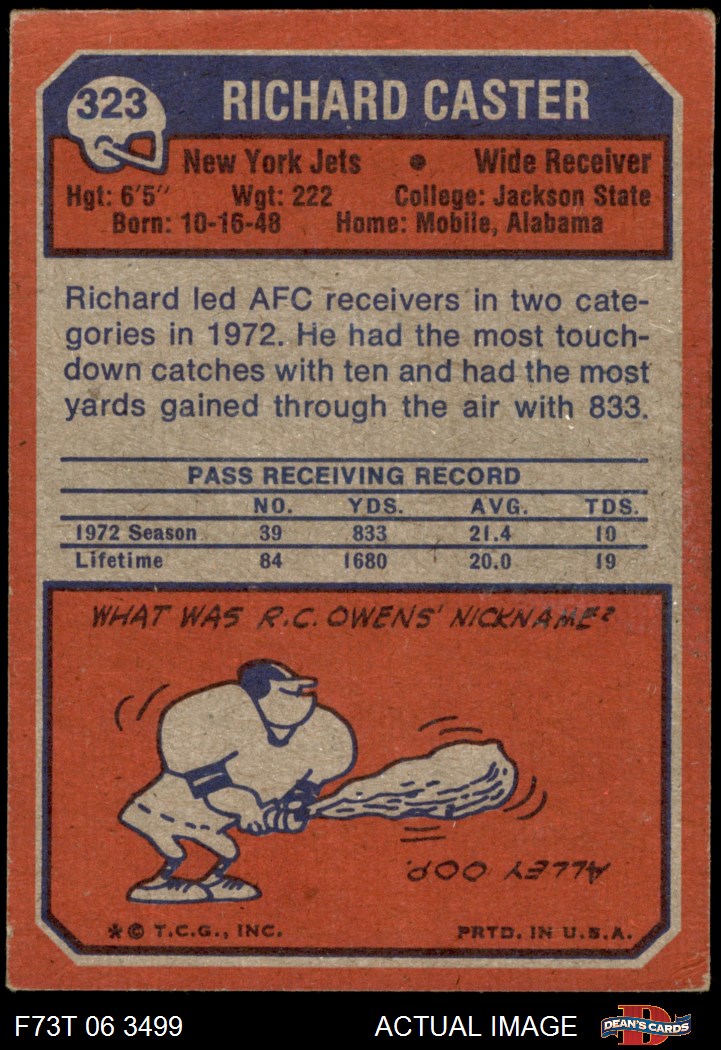 323
RICHARD CASTER
New York Jets • Wide Receiver
Hgt: 6'5" Wgt: 222 College: Jackson State
Born: 10-16-48 Home: Mobile, Alabama
Richard led AFC receivers in two cate-
gories in 1972. He had the most touch-
down catches with ten and had the most
yards gained through the air with 833.
PASS RECEIVING RECORD
NO. YDS. AVG. TDS.
1972 Season 39 833 21.4 10
Lifetime 84 1680 20.0 19
WHAT WAS R.C. OWENS' NICKNAME?
ALLEY OOP.
*© T.C.G., INC. PRTD. IN U.S.A.
F73T 06 3499 ACTUAL IMAGE D DEAN'S CARDS